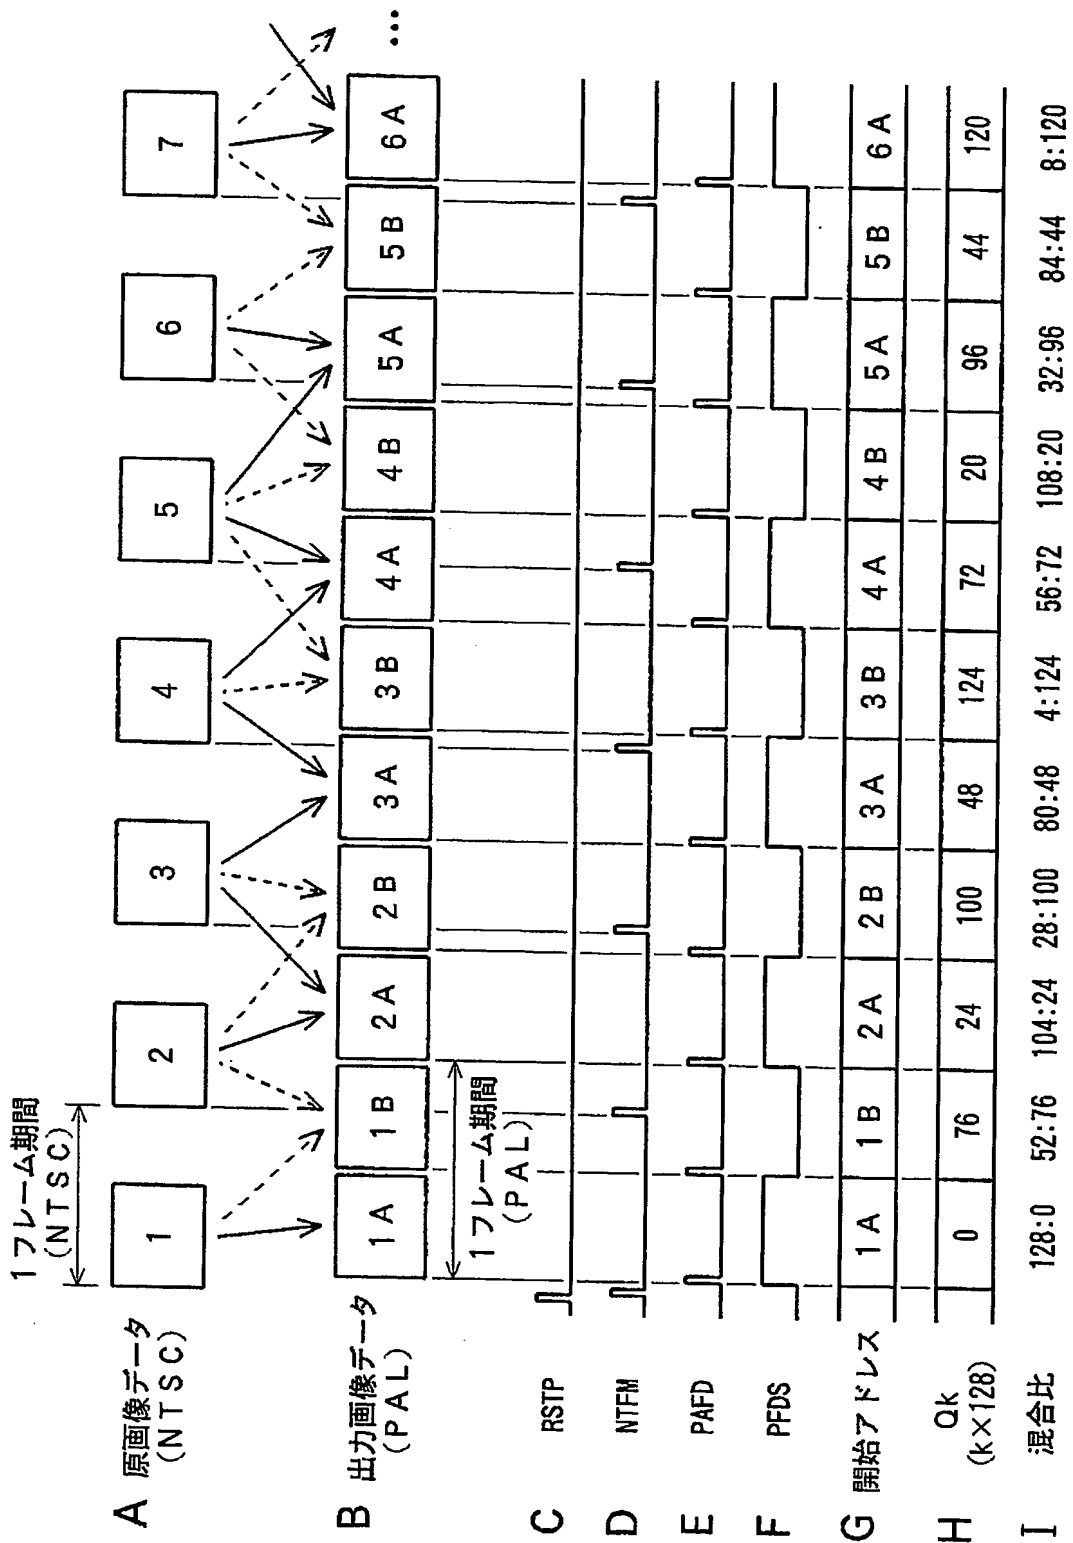 A 原画像データ
(NTSC)
1フレーム期間
(NTSC)
1 2 3 4 5 6 7
B 出力画像データ
(PAL)
1A 1B 2A 2B 3A 3B 4A 4B 5A 5B 6A …
1フレーム期間
(PAL)
C RSTP
D NTFM
E PAFD
F PFDS
G 開始アドレス 1A 1B 2A 2B 3A 3B 4A 4B 5A 5B 6A
H Qk
(k×128)
0 76 24 100 48 124 72 20 96 44 120
I 混合比 128:0 52:76 104:24 28:100 80:48 4:124 56:72 108:20 32:96 84:44 8:120